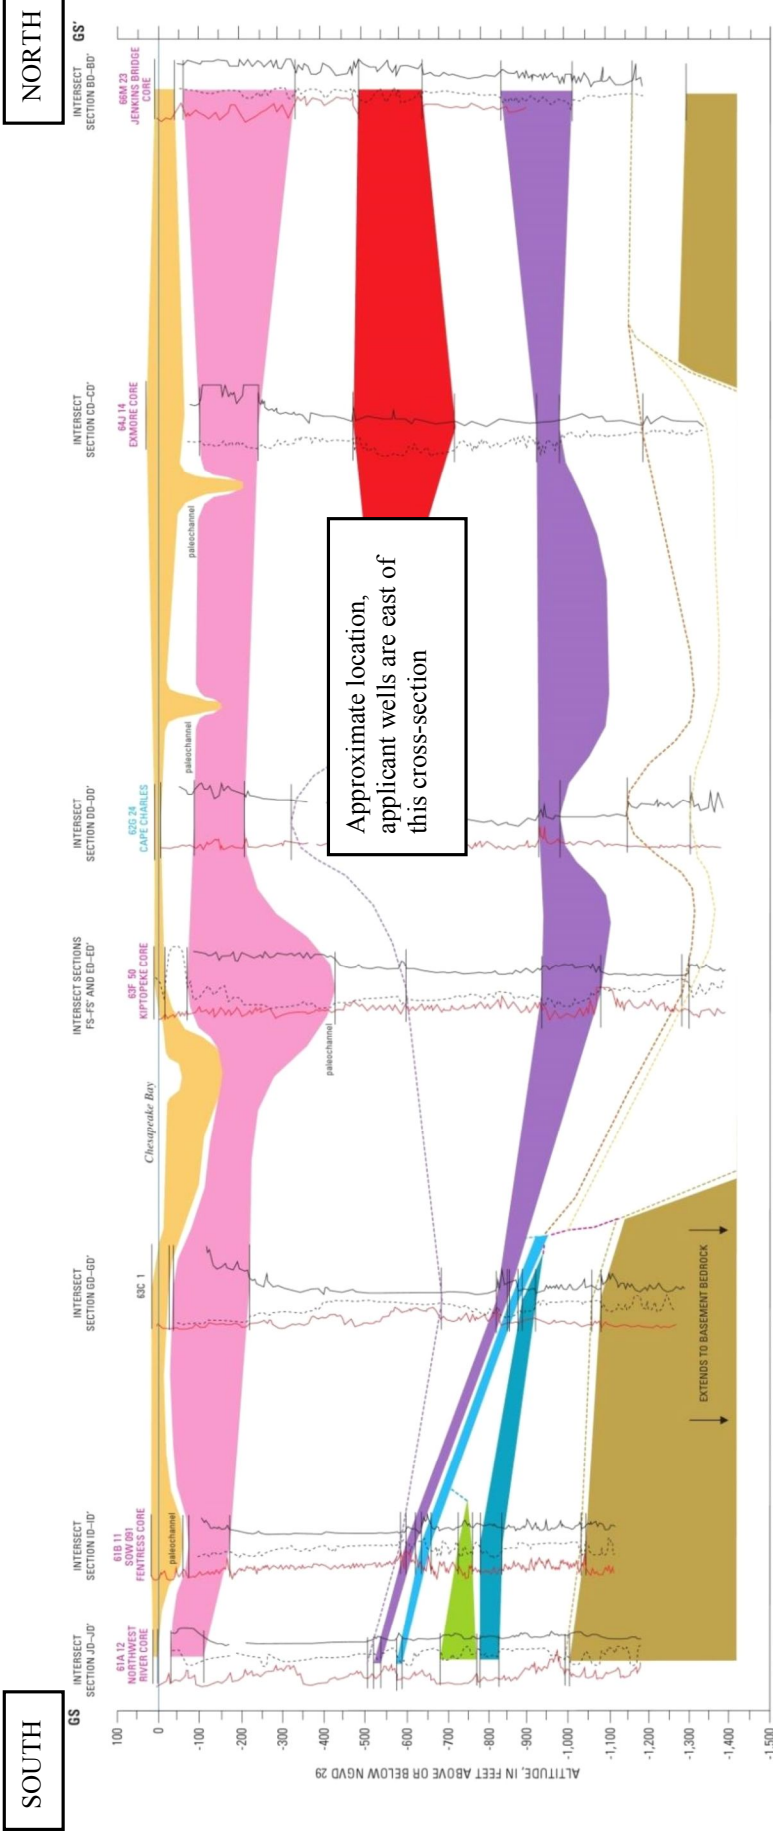 SOUTH
NORTH
GS
GS'
INTERSECT
SECTION JD–JD'
61A 12
NORTHWEST
RIVER CORE
INTERSECT
SECTION ID–ID'
61B 11
SOW 091
FENTRESS CORE
INTERSECT
SECTION GD–GD'
63C 1
INTERSECT SECTIONS
FS–FS' AND ED–ED'
63F 50
KIPTOPEKE CORE
INTERSECT
SECTION DD–DD'
62G 24
CAPE CHARLES
INTERSECT
SECTION CD–CD'
64J 14
EXMORE CORE
INTERSECT
SECTION BD–BD'
66M 23
JENKINS BRIDGE
CORE
Chesapeake Bay
paleochannel
paleochannel
paleochannel
paleochannel
Approximate location,
applicant wells are east of
this cross-section
EXTENDS TO BASEMENT BEDROCK
100
0
-100
-200
-300
-400
-500
-600
-700
-800
-900
-1,000
-1,100
-1,200
-1,300
-1,400
-1,500
ALTITUDE, IN FEET ABOVE OR BELOW NGVD 29